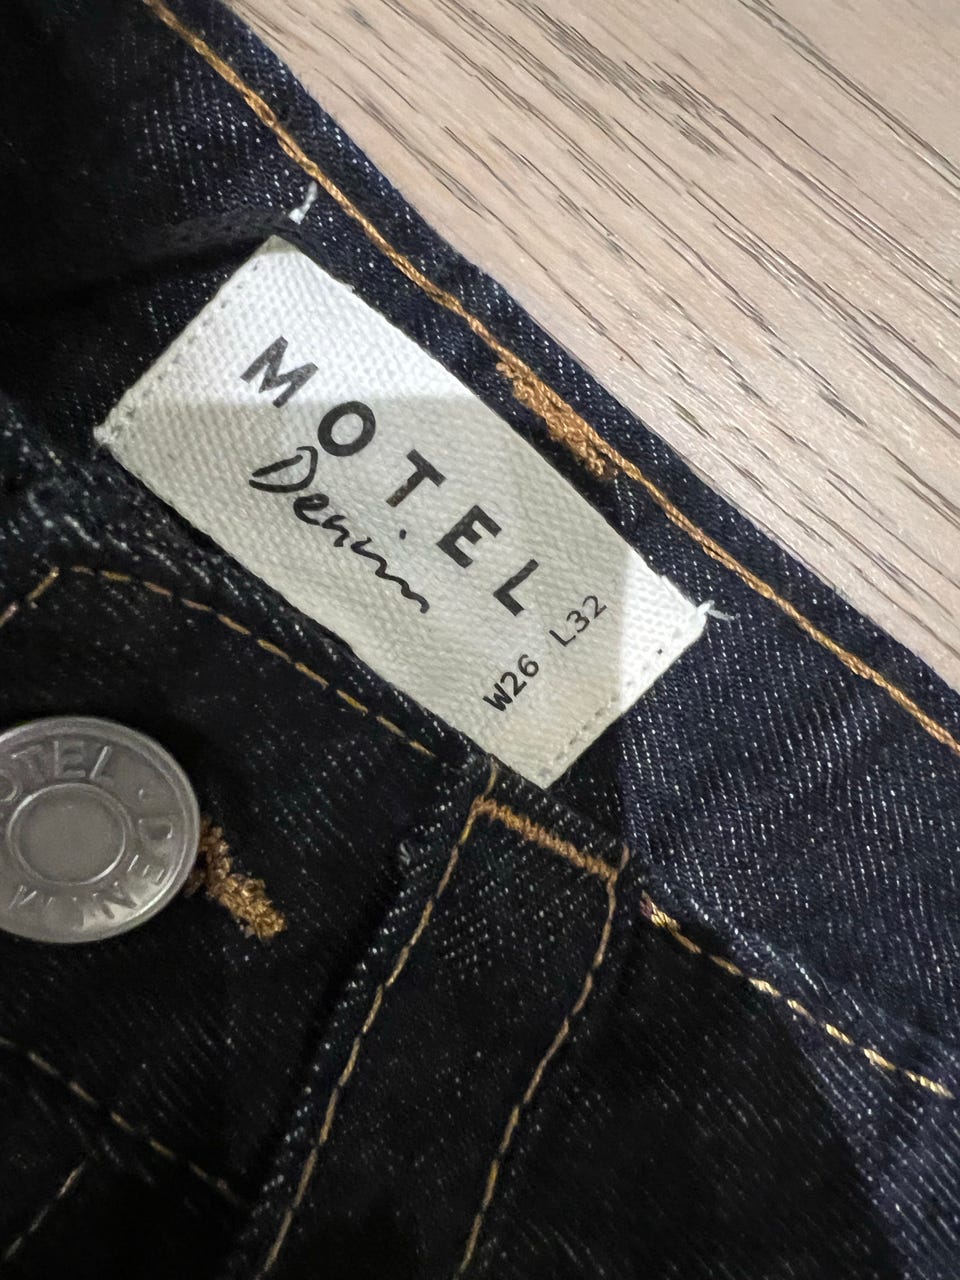 MOTEL
Denim
W26 L32
MOTEL · DENIM